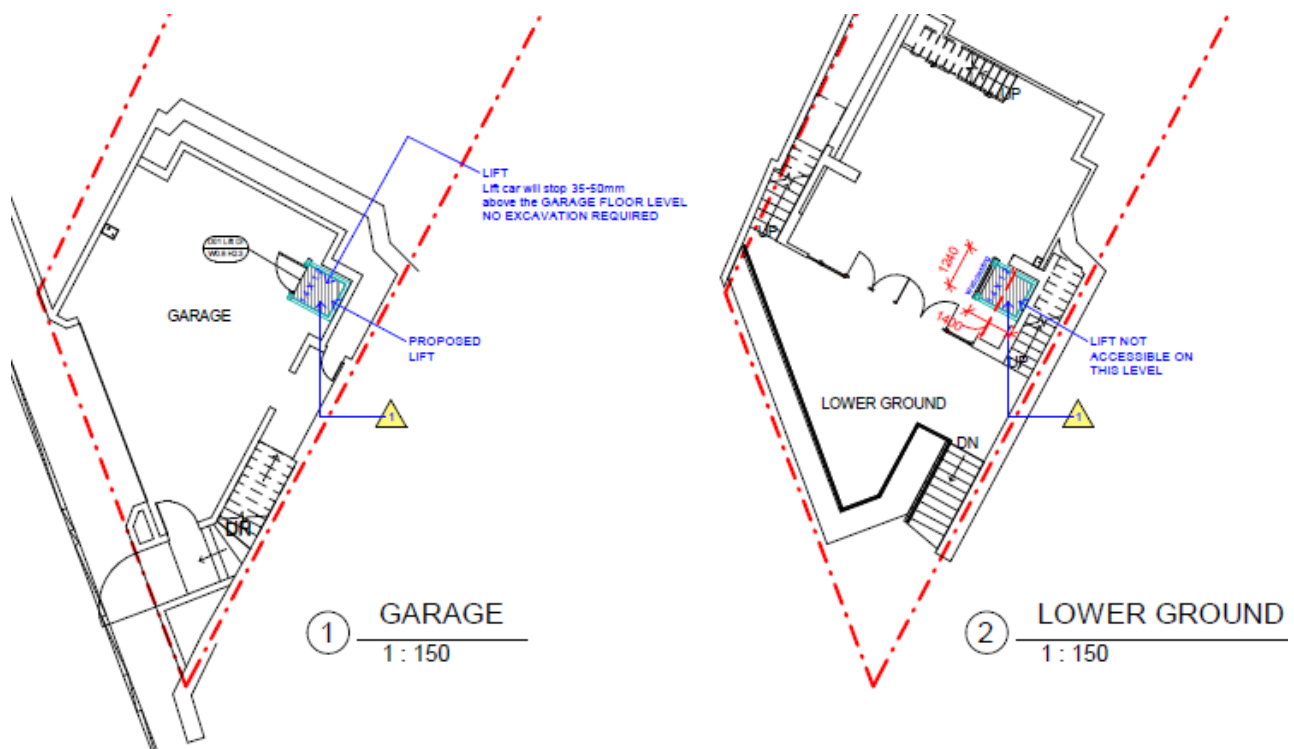 LIFT
Lift car will stop 35-50mm
above the GARAGE FLOOR LEVEL
NO EXCAVATION REQUIRED
GARAGE
PROPOSED
LIFT
1
DN
1
GARAGE
1 : 150
UP
UP
1240
1400
LIFT NOT
ACCESSIBLE ON
THIS LEVEL
UP
1
LOWER GROUND
DN
2
LOWER GROUND
1 : 150